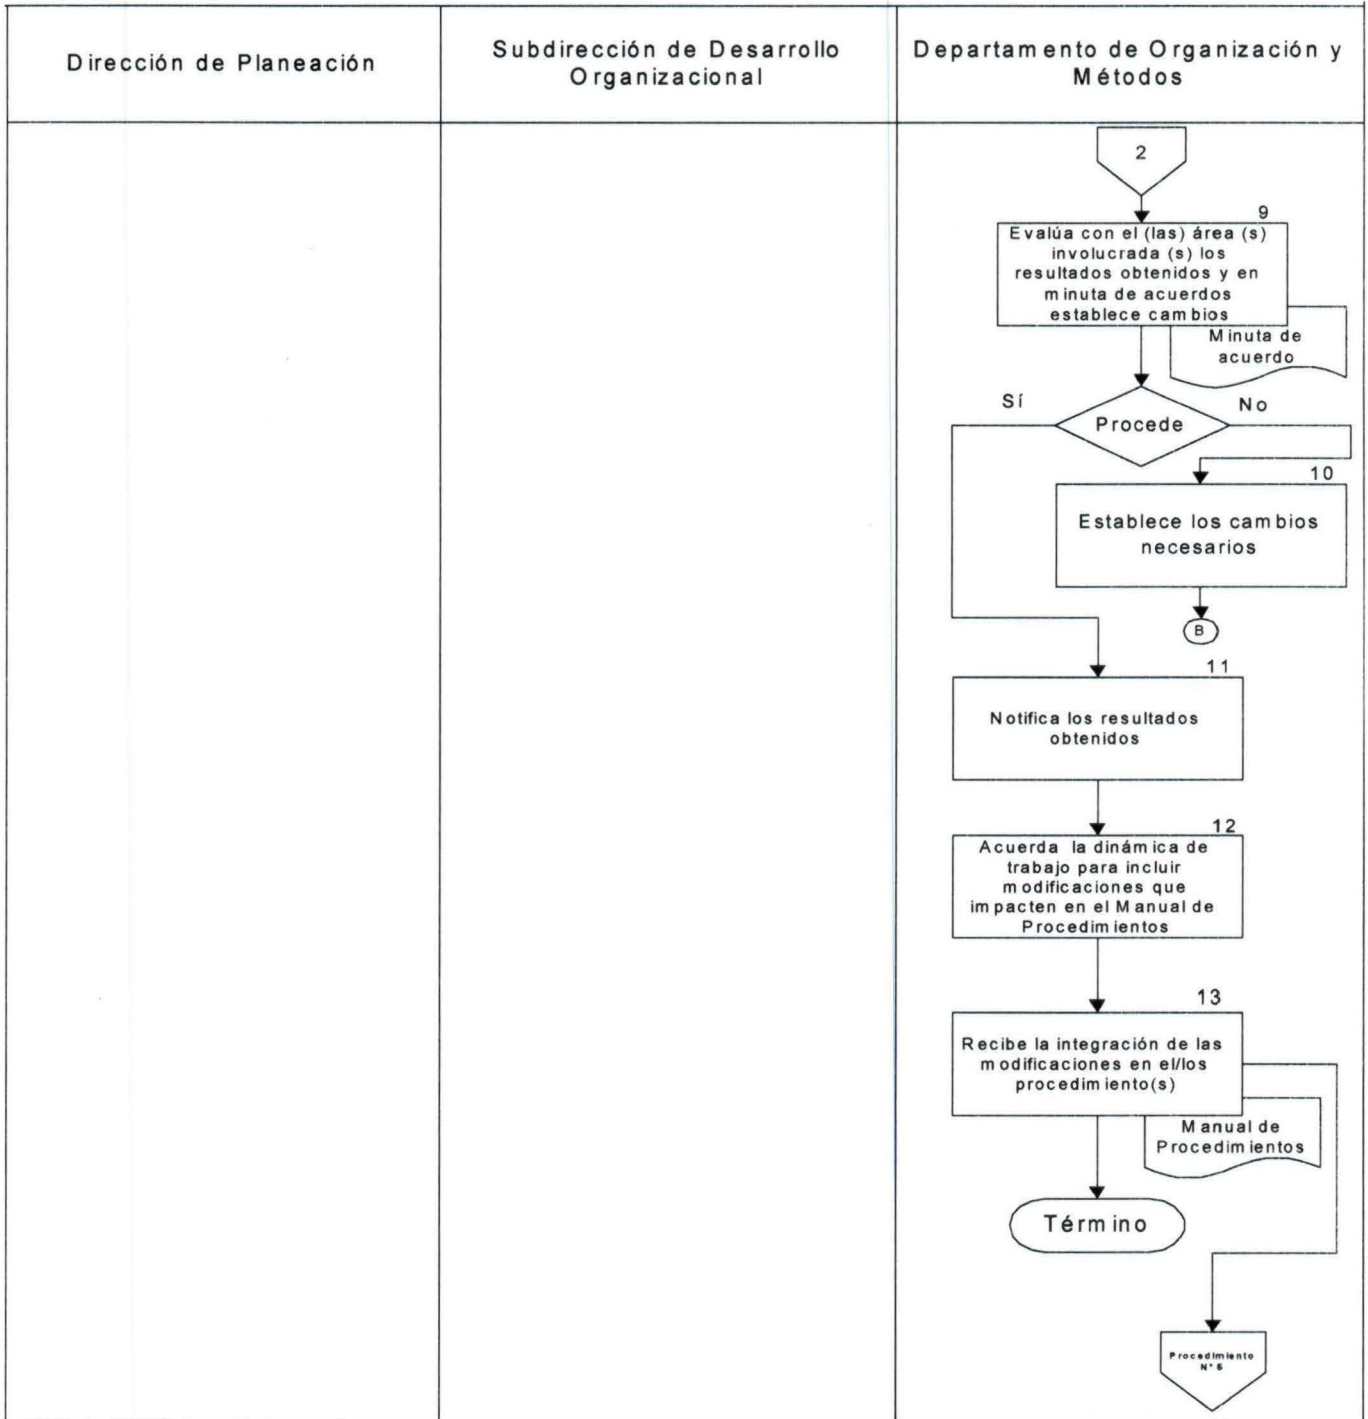 Dirección de Planeación
Subdirección de Desarrollo
Organizacional
Departamento de Organización y
Métodos
2
9
Evalúa con el (las) área (s)
involucrada (s) los
resultados obtenidos y en
minuta de acuerdos
establece cambios
Minuta de
acuerdo
Sí
Procede
No
10
Establece los cambios
necesarios
B
11
Notifica los resultados
obtenidos
12
Acuerda la dinámica de
trabajo para incluir
modificaciones que
impacten en el Manual de
Procedimientos
13
Recibe la integración de las
modificaciones en el/los
procedimiento(s)
Manual de
Procedimientos
Término
Procedimiento
N° 5